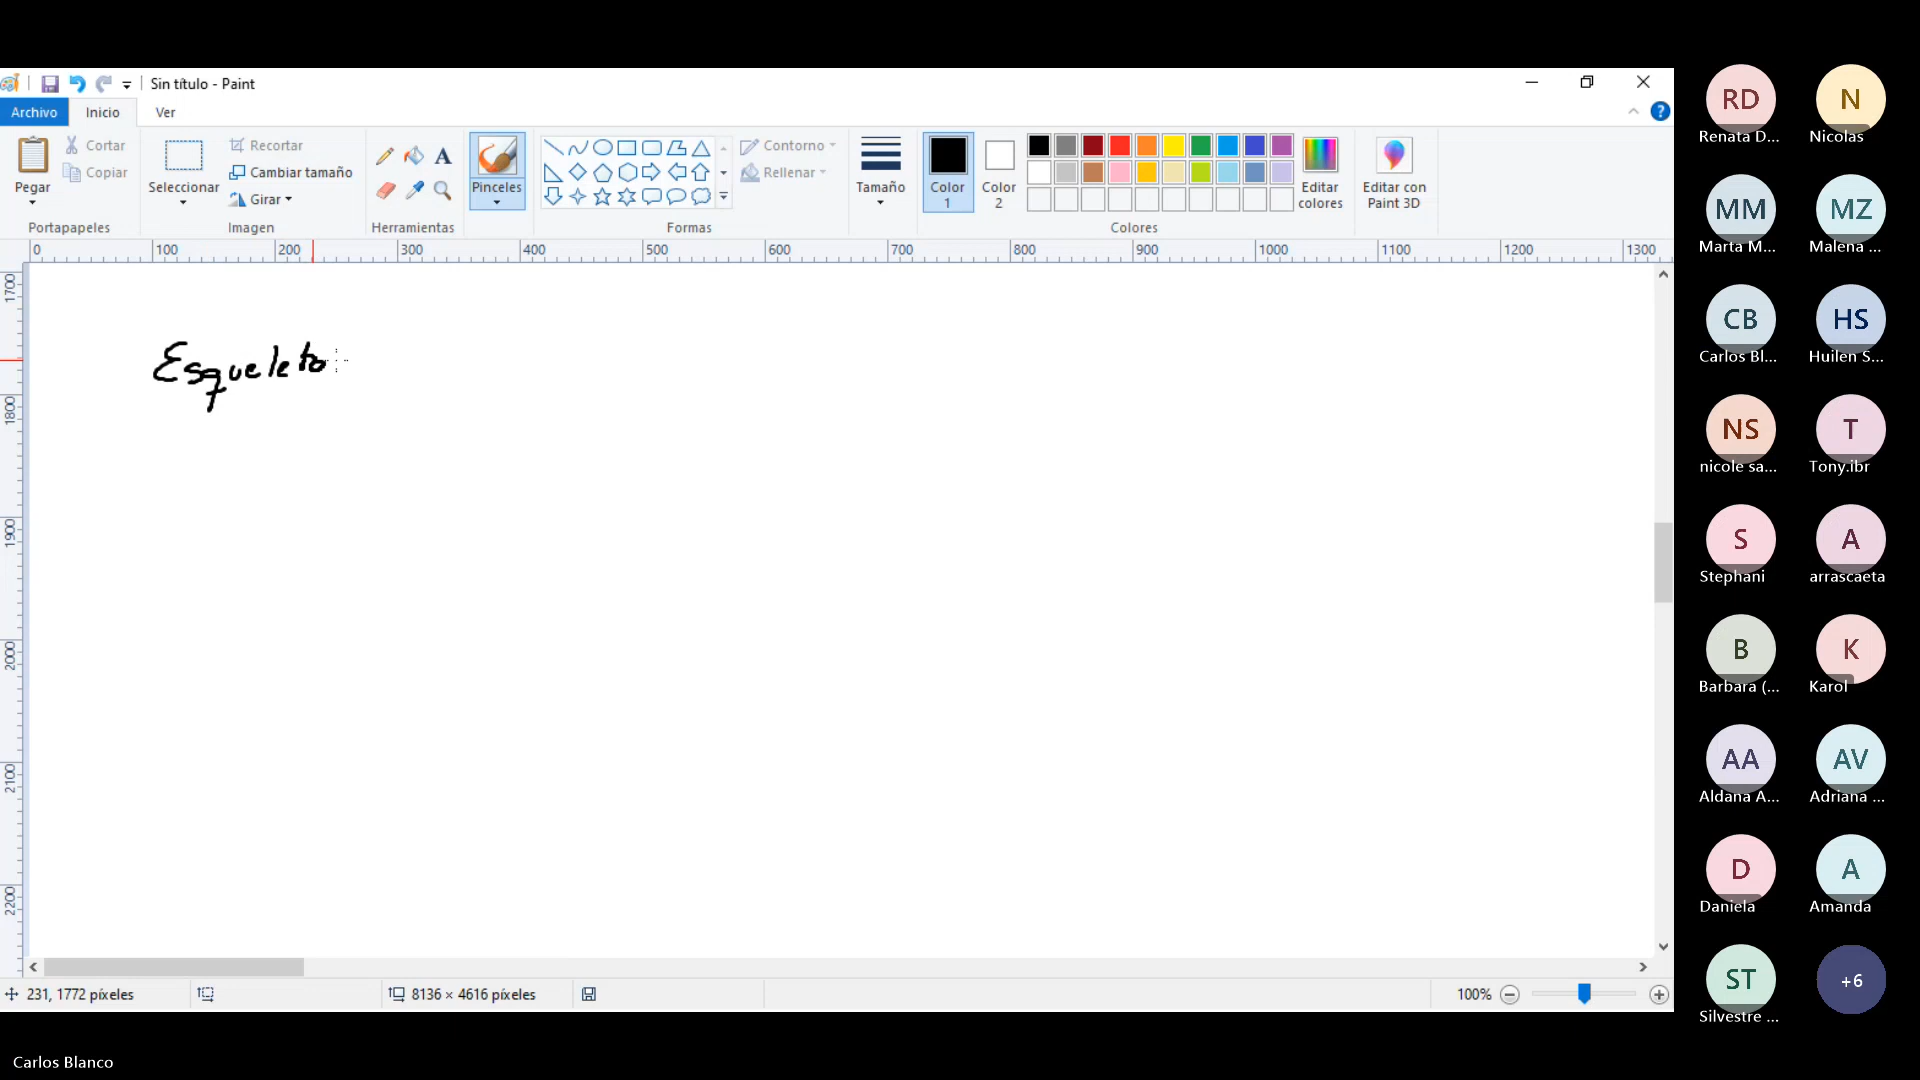 Sin título - Paint
Archivo Inicio Ver
Pegar
Cortar
Copiar
Portapapeles
Seleccionar
Recortar
Cambiar tamaño
Girar
Imagen
A
Herramientas
Pinceles
Contorno
Rellenar
Formas
Tamaño
Color 1
Color 2
Editar colores
Colores
Editar con Paint 3D
0 100 200 300 400 500 600 700 800 900 1000 1100 1200 1300
1700
1800
1900
2000
2100
2200
Esqueleto
231, 1772 píxeles
8136 × 4616 píxeles
100%
RD
Renata D...
N
Nicolas
MM
Marta M...
MZ
Malena ...
CB
Carlos Bl...
HS
Huilen S...
NS
nicole sa...
T
Tony.ibr
S
Stephani
A
arrascaeta
B
Barbara (...
K
Karol
AA
Aldana A...
AV
Adriana ...
D
Daniela
A
Amanda
ST
Silvestre ...
+6
Carlos Blanco